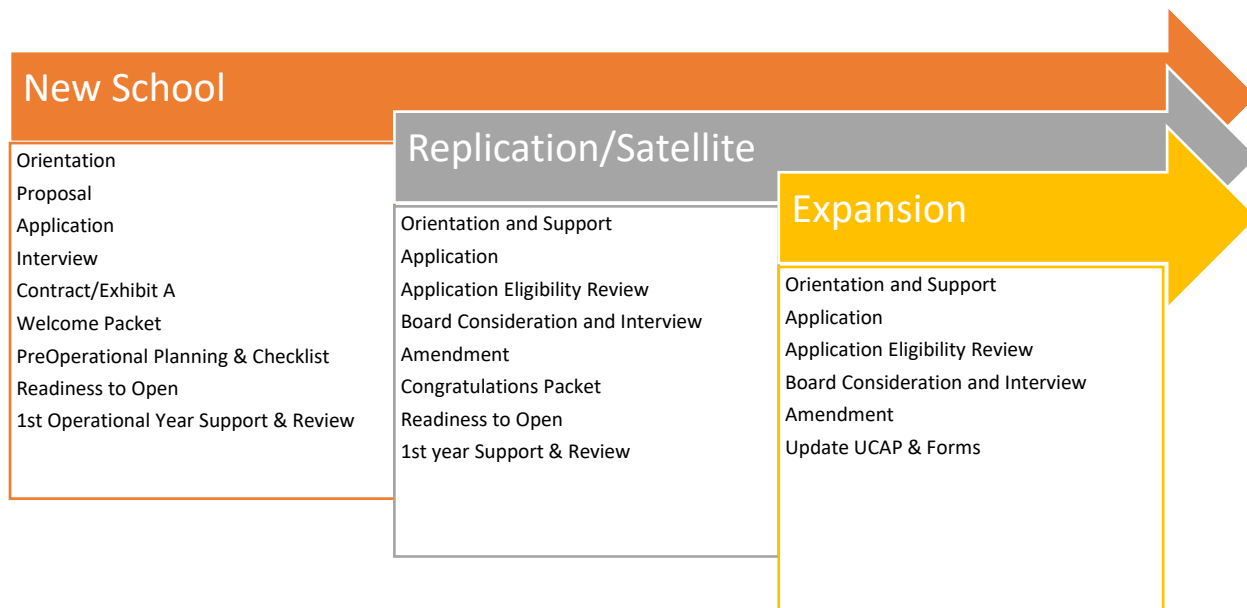 New School
Orientation
Proposal
Application
Interview
Contract/Exhibit A
Welcome Packet
PreOperational Planning & Checklist
Readiness to Open
1st Operational Year Support & Review
Replication/Satellite
Orientation and Support
Application
Application Eligibility Review
Board Consideration and Interview
Amendment
Congratulations Packet
Readiness to Open
1st year Support & Review
Expansion
Orientation and Support
Application
Application Eligibility Review
Board Consideration and Interview
Amendment
Update UCAP & Forms